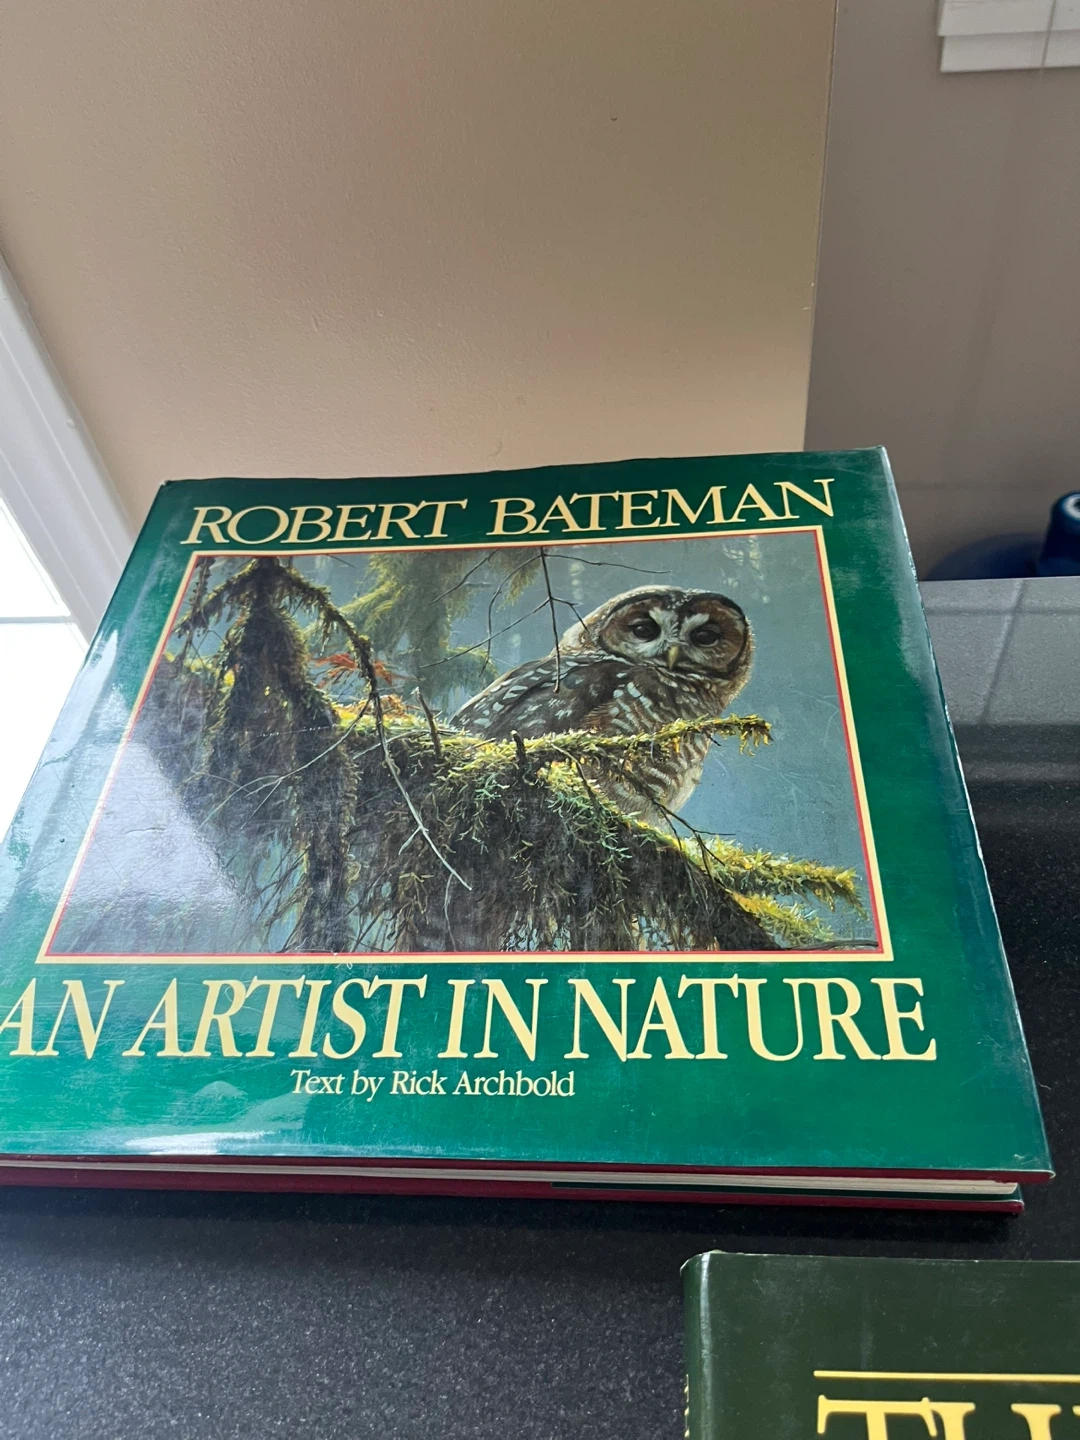 ROBERT BATEMAN
AN ARTIST IN NATURE
Text by Rick Archbold